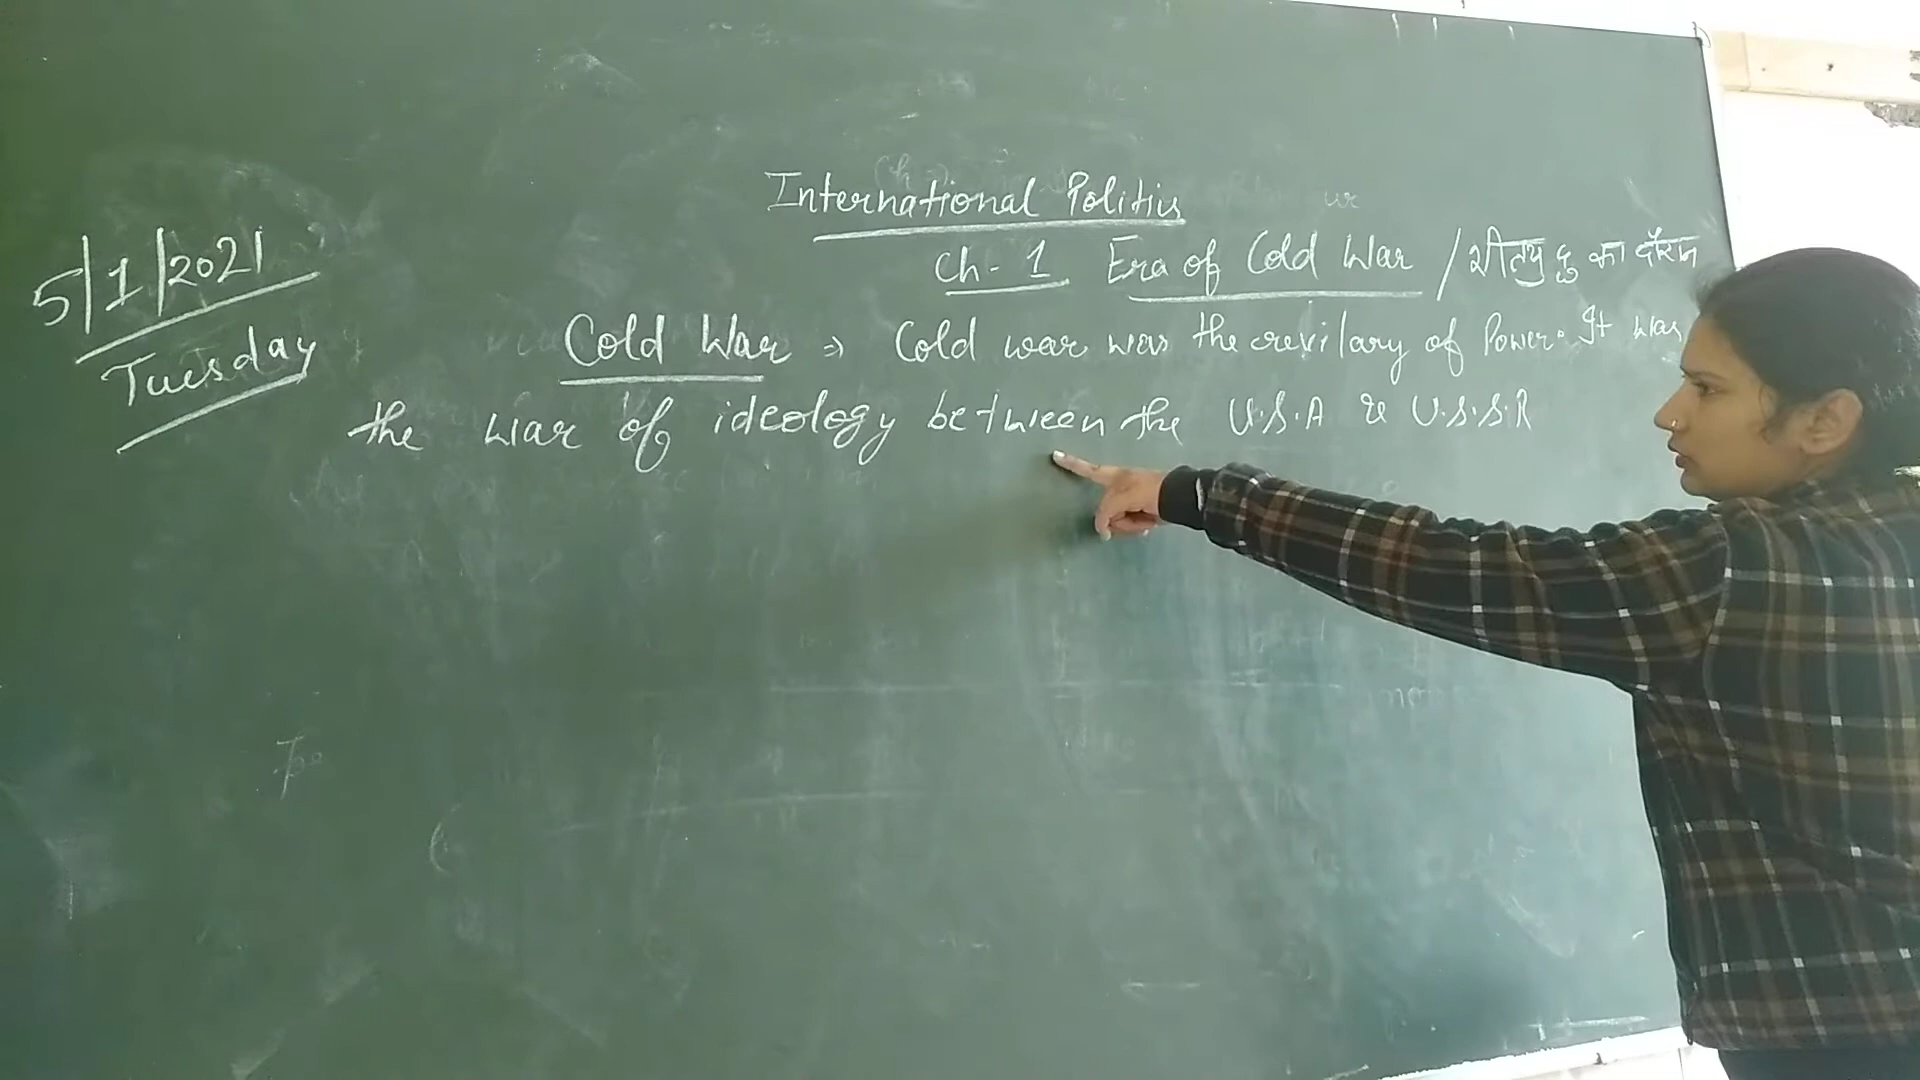 International Politics
5/1/2021
Ch-1 Era of Cold War / शीतयुद्ध का दौर
Tuesday
Cold War ⇒ Cold war was the of Power. It was
the war of ideology between the U.S.A & U.S.S.R